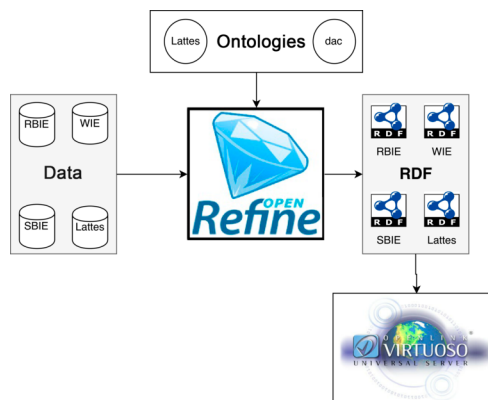 Lattes
Ontologies
dac
RBIE
WIE
Data
SBIE
Lattes
OPEN
Refine
RDF
RDF
RBIE
WIE
RDF
RDF
RDF
SBIE
Lattes
OPENLINK
VIRTUOSO
UNIVERSAL SERVER